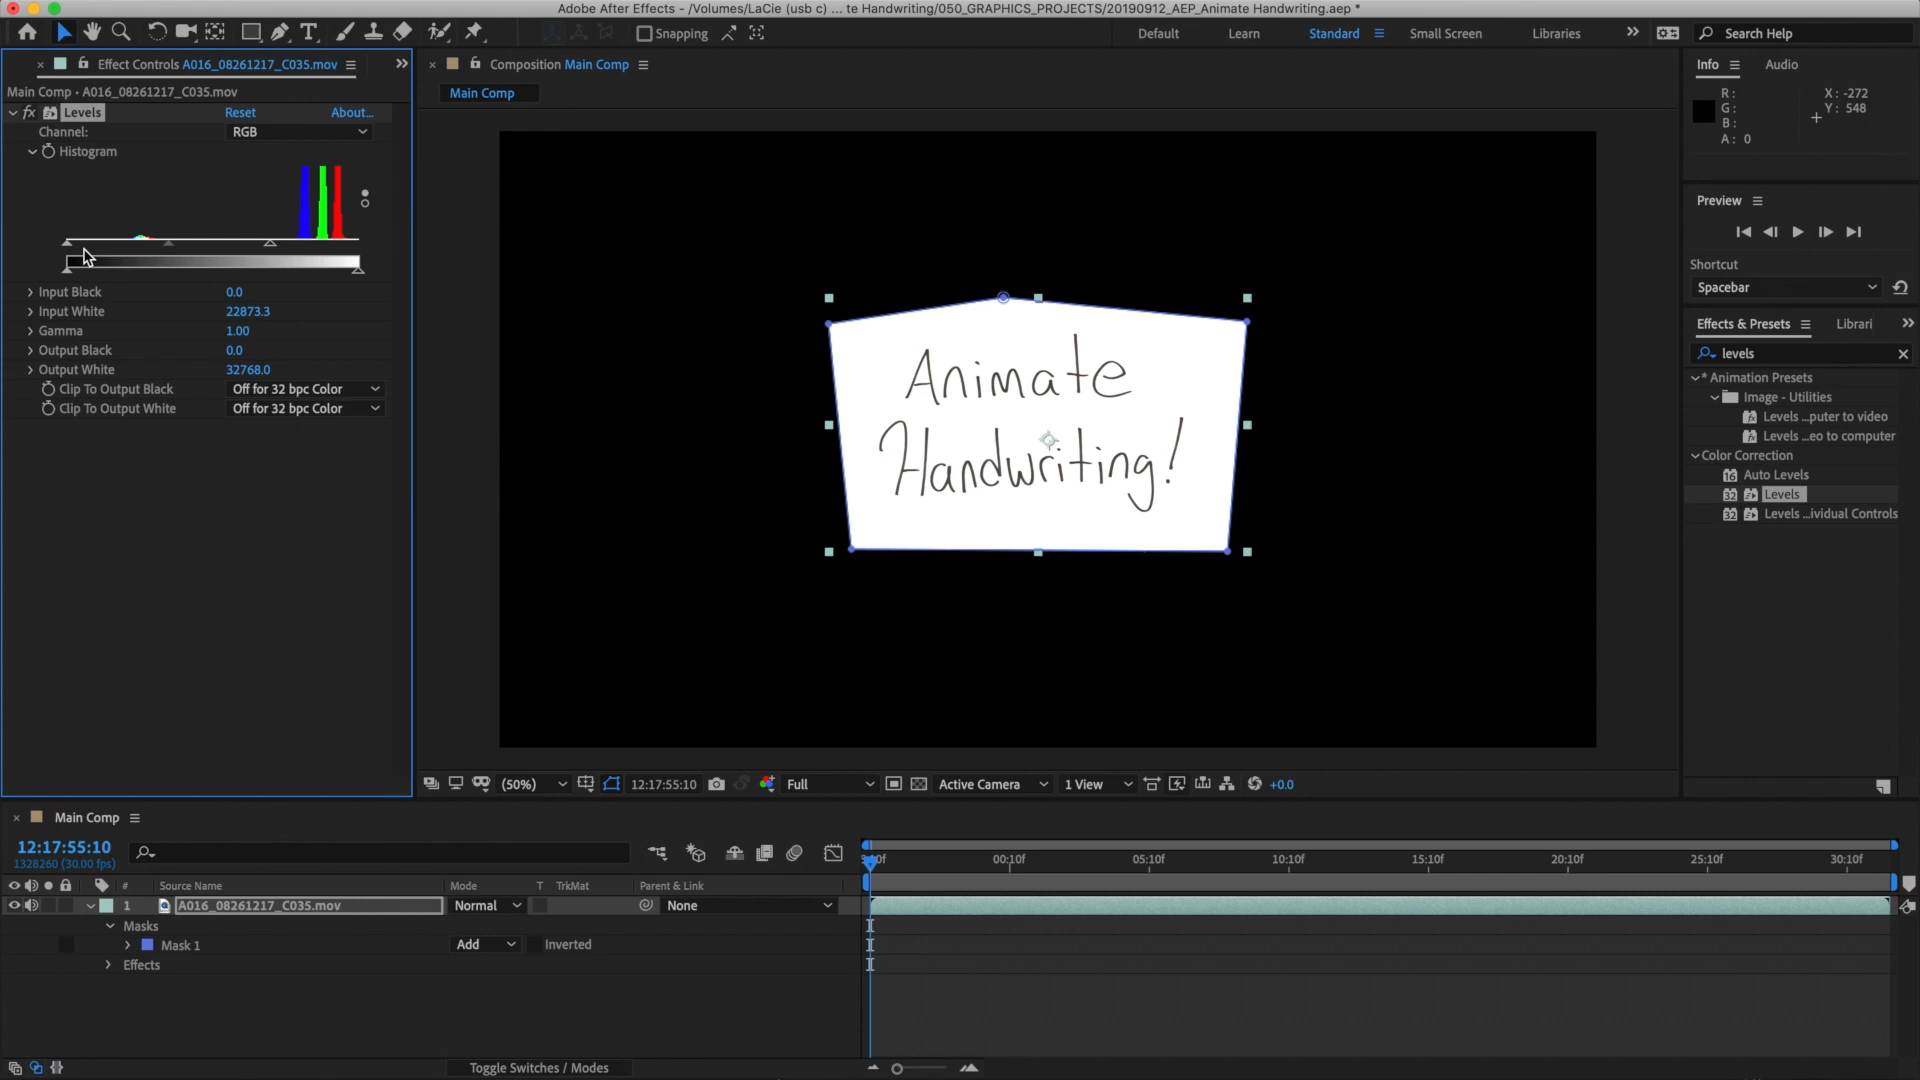 Adobe After Effects - /Volumes/LaCie (usb c) ... te Handwriting/050_GRAPHICS_PROJECTS/20190912_AEP_Animate Handwriting.aep *
Snapping
Default
Learn
Standard
Small Screen
Libraries
Search Help
Effect Controls A016_08261217_C035.mov
Main Comp • A016_08261217_C035.mov
fx Levels Reset About...
Channel: RGB
Histogram
Input Black 0.0
Input White 22873.3
Gamma 1.00
Output Black 0.0
Output White 32768.0
Clip To Output Black Off for 32 bpc Color
Clip To Output White Off for 32 bpc Color
Composition Main Comp
Main Comp
Animate
Handwriting!
(50%) 12:17:55:10 Full Active Camera 1 View +0.0
Info Audio
R: X: -272
G: Y: 548
B:
A: 0
Preview
Shortcut
Spacebar
Effects & Presets Librari
levels
* Animation Presets
Image - Utilities
Levels ...puter to video
Levels ...eo to computer
Color Correction
16 Auto Levels
32 Levels
32 Levels ...ividual Controls
Main Comp
12:17:55:10
1328260 (30.00 fps)
00:10f 05:10f 10:10f 15:10f 20:10f 25:10f 30:10f
# Source Name Mode T TrkMat Parent & Link
1 A016_08261217_C035.mov Normal None
Masks
Mask 1 Add Inverted
Effects
Toggle Switches / Modes